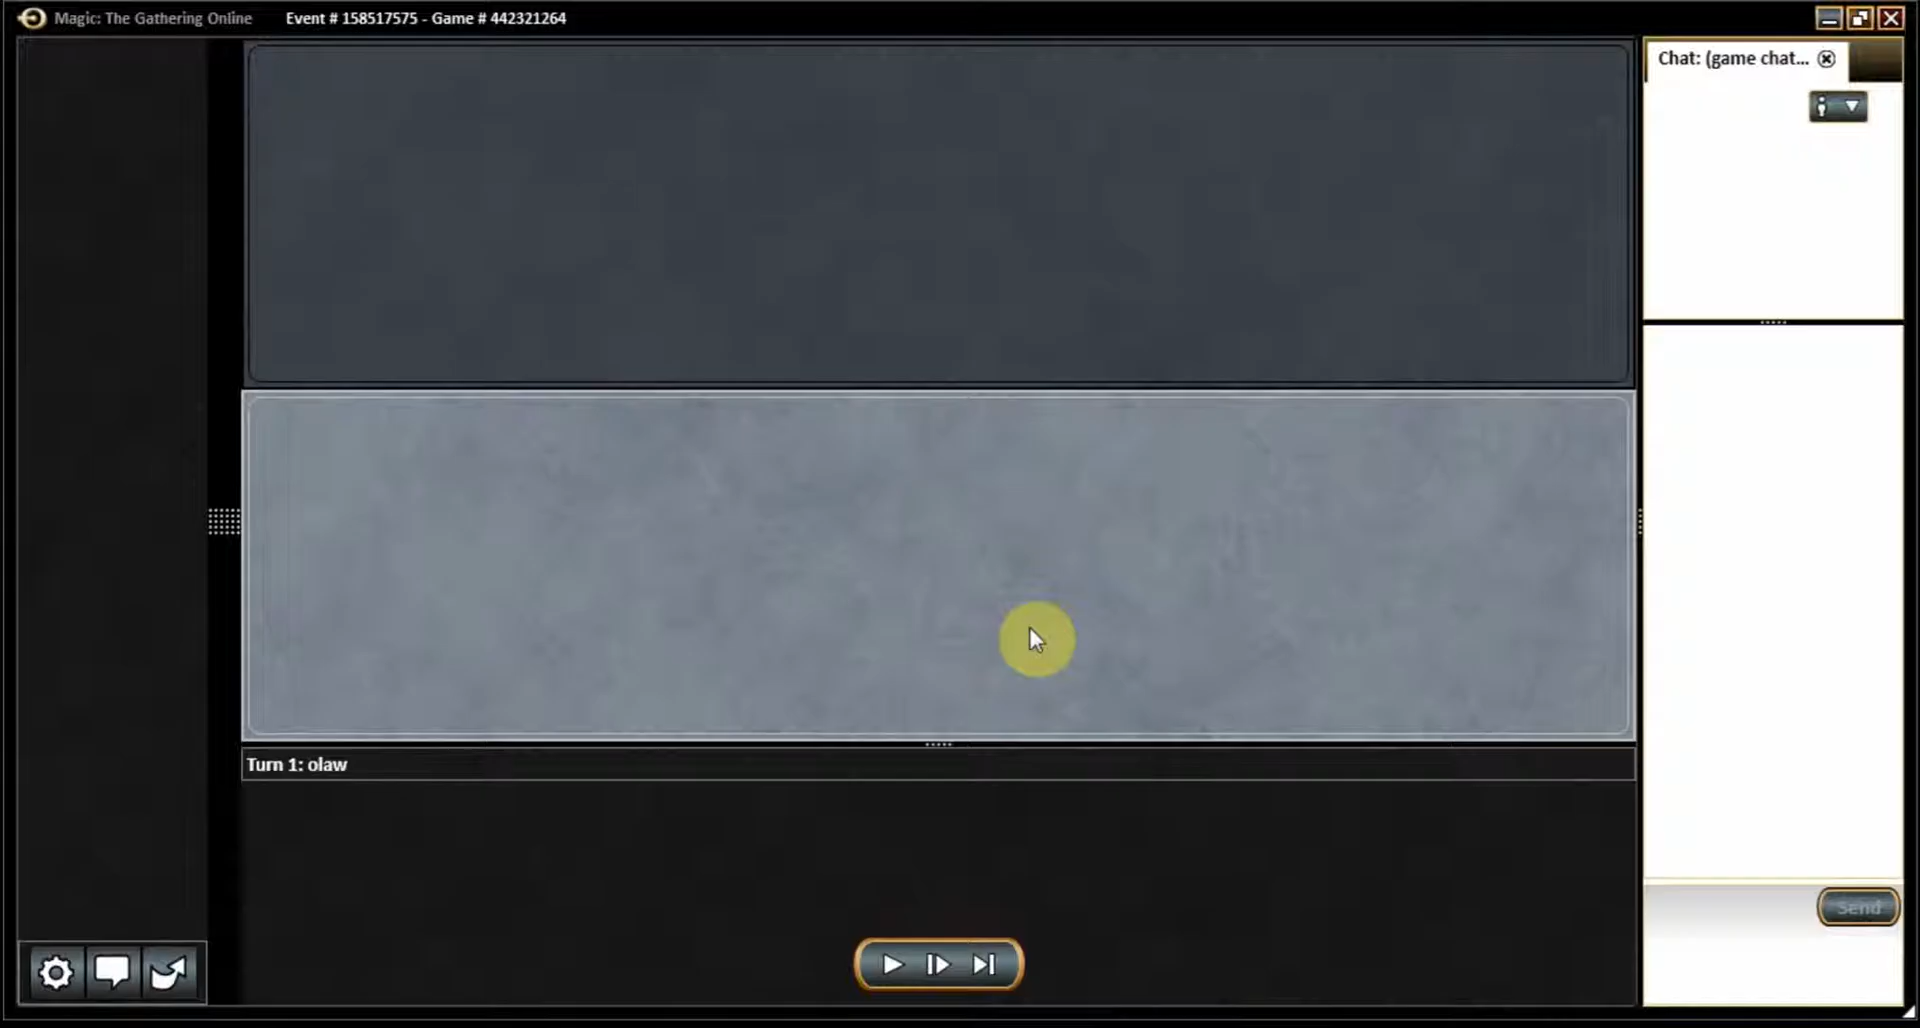 Magic: The Gathering Online
Event # 158517575 - Game # 442321264
Chat: (game chat...
Turn 1: olaw
Send